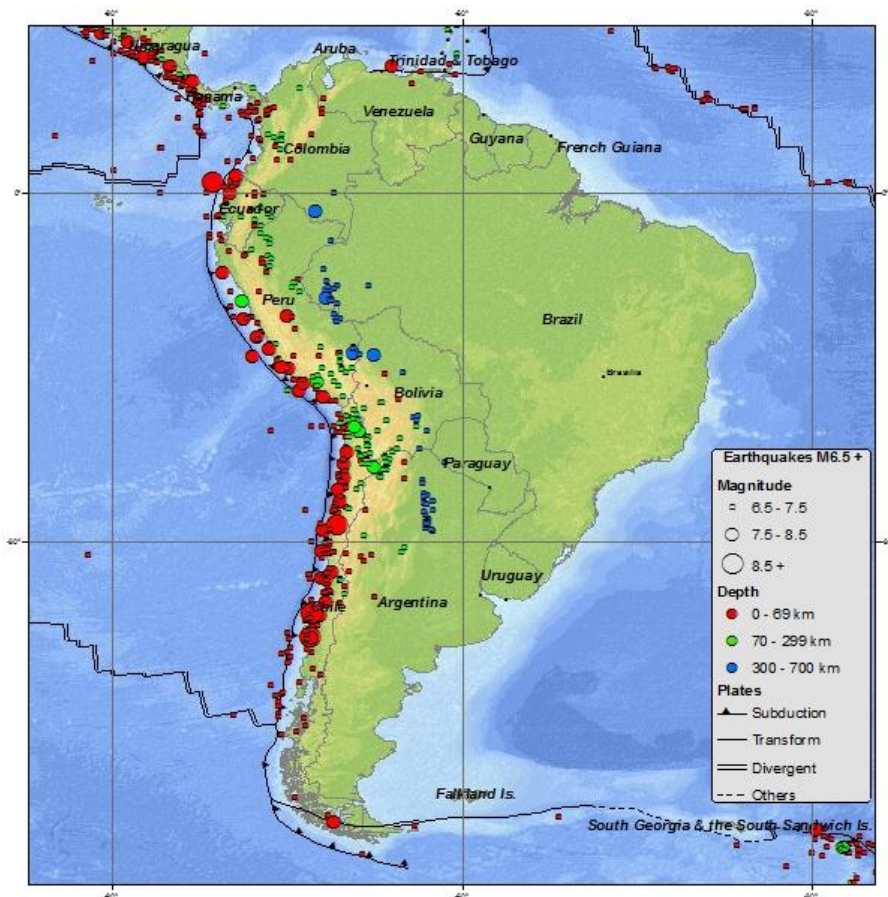 Nicaragua
Aruba
Trinidad & Tobago
Panama
Venezuela
Guyana
French Guiana
Colombia
0°
Ecuador
Peru
Brazil
Brasilia
Bolivia
Paraguay
Uruguay
Chile
Argentina
Falkland Is.
South Georgia & the South Sandwich Is.
Earthquakes M6.5 +
Magnitude
6.5 - 7.5
7.5 - 8.5
8.5 +
Depth
0 - 69 km
70 - 299 km
300 - 700 km
Plates
Subduction
Transform
Divergent
Others